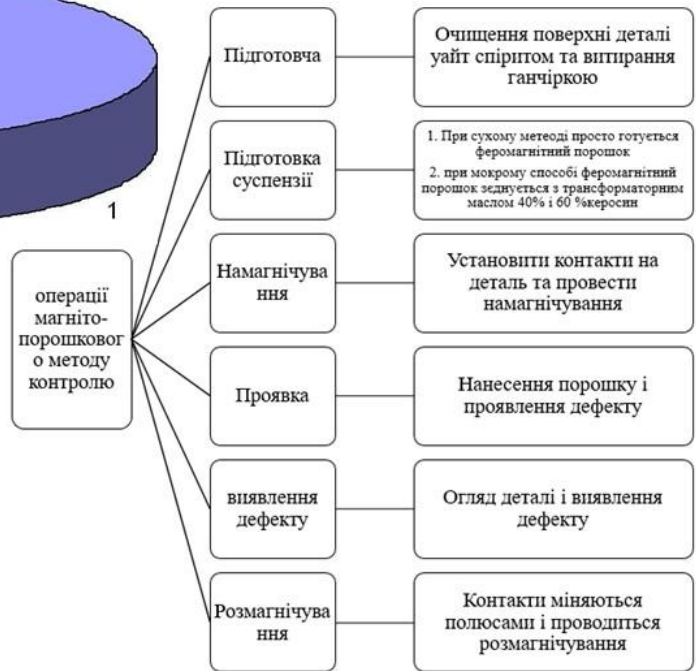 1
операції
магніто-
порошковог
о методу
контролю
Підготовча
Очищення поверхні деталі
уайт спіритом та витирання
ганчіркою
Підготовка
суспензії
1. При сухому метеоді просто готується
феромагнітний порошок
2. при мокрому способі феромагнітний
порошок зєднується з трансформаторним
маслом 40% і 60 %керосин
Намагнічува
ння
Установити контакти на
деталь та провести
намагнічування
Проявка
Нанесення порошку і
проявлення дефекту
виявлення
дефекту
Огляд деталі і виявлення
дефекту
Розмагнічува
ння
Контакти міняються
полюсами і проводиться
розмагнічування